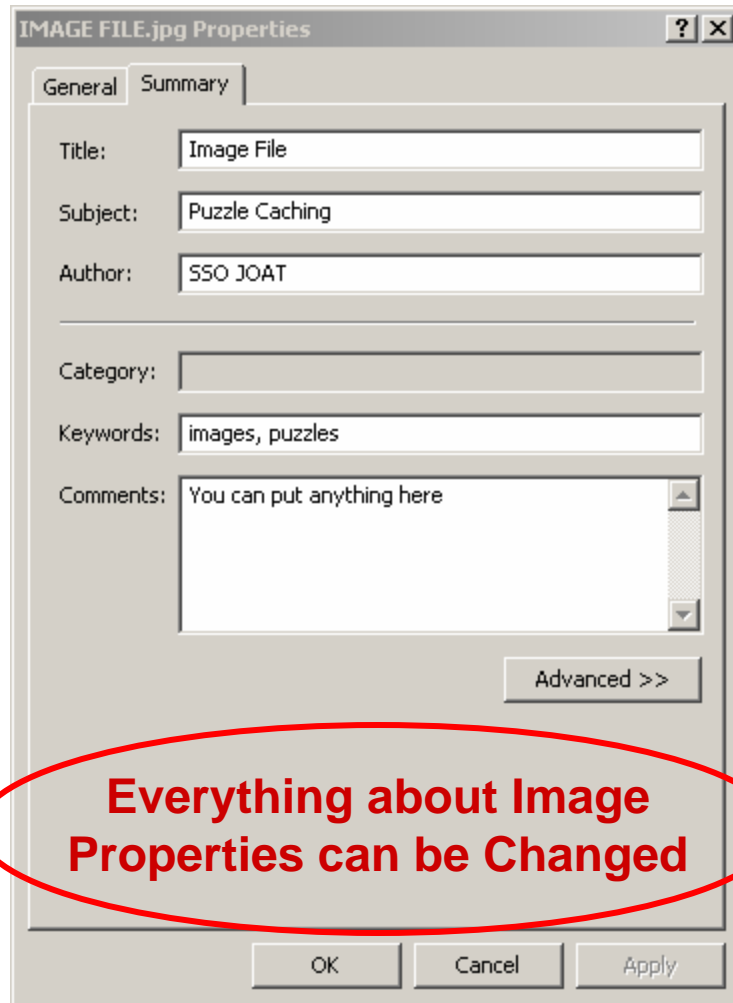 IMAGE FILE.jpg Properties
? X
General Summary
Title: Image File
Subject: Puzzle Caching
Author: SSO JOAT
Category:
Keywords: images, puzzles
Comments: You can put anything here
Advanced >>
Everything about Image
Properties can be Changed
OK Cancel Apply